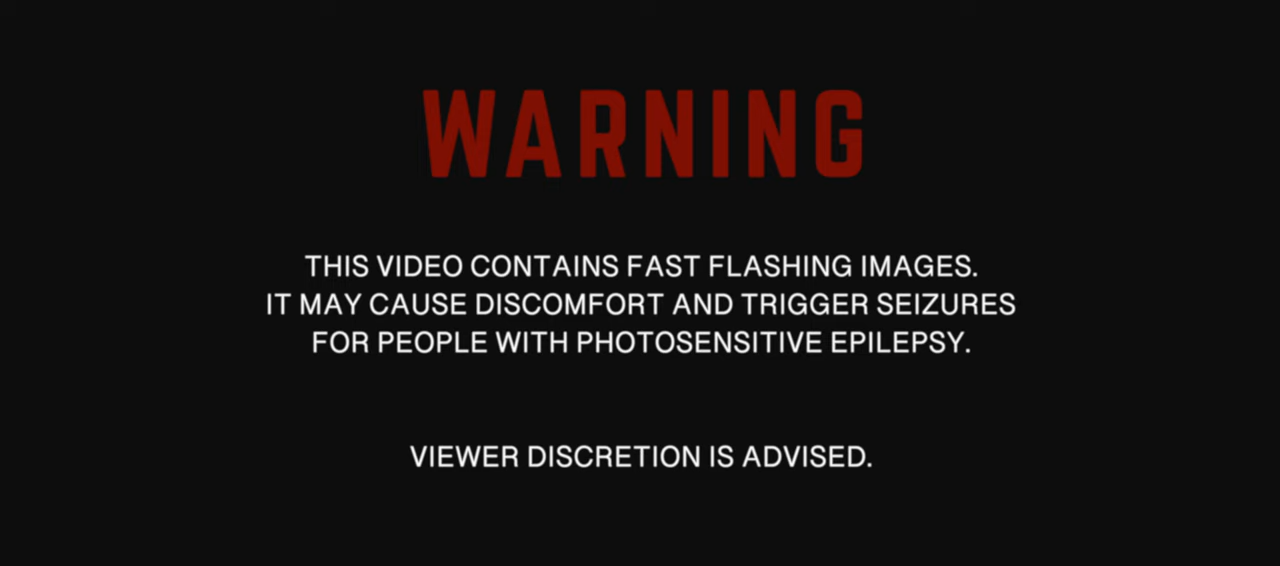 WARNING
THIS VIDEO CONTAINS FAST FLASHING IMAGES.
IT MAY CAUSE DISCOMFORT AND TRIGGER SEIZURES
FOR PEOPLE WITH PHOTOSENSITIVE EPILEPSY.
VIEWER DISCRETION IS ADVISED.